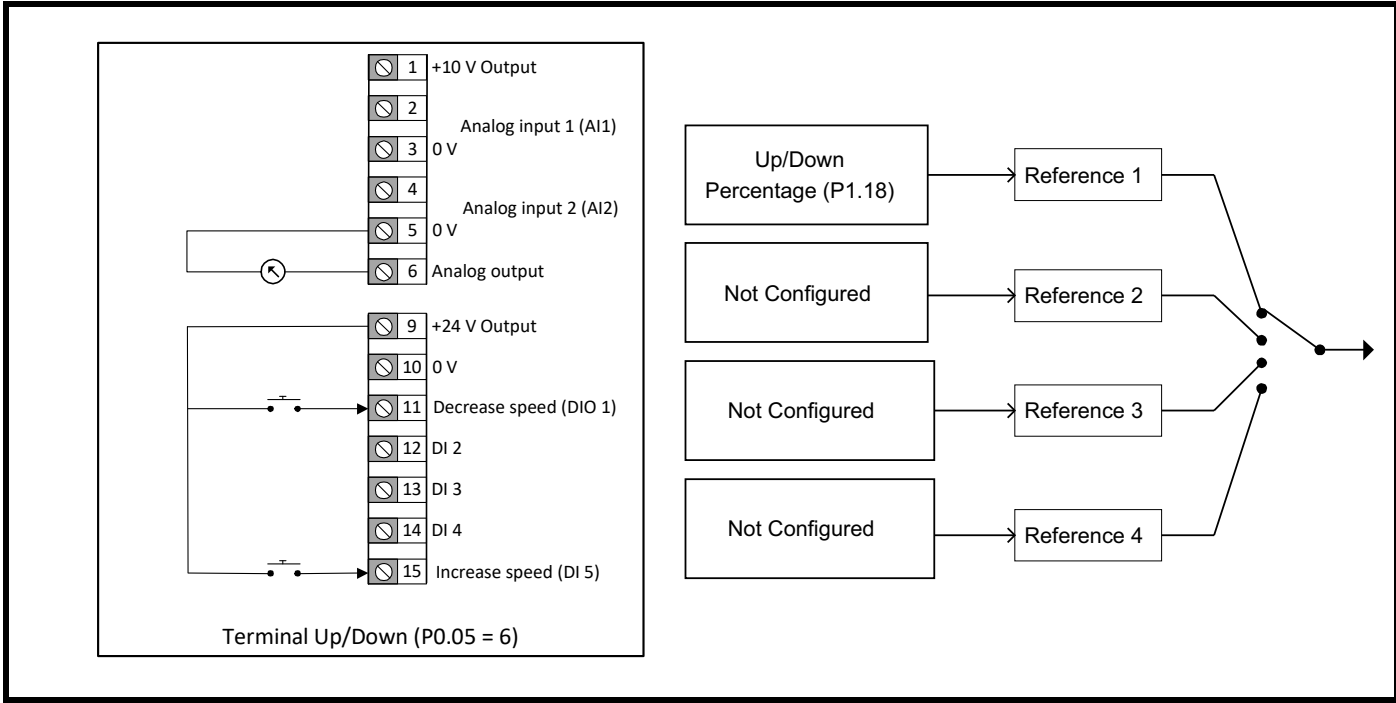 1 +10 V Output
2
Analog input 1 (AI1)
3 0 V
4
Analog input 2 (AI2)
5 0 V
6 Analog output
9 +24 V Output
10 0 V
11 Decrease speed (DIO 1)
12 DI 2
13 DI 3
14 DI 4
15 Increase speed (DI 5)
Terminal Up/Down (P0.05 = 6)
Up/Down
Percentage (P1.18)
Reference 1
Not Configured
Reference 2
Not Configured
Reference 3
Not Configured
Reference 4